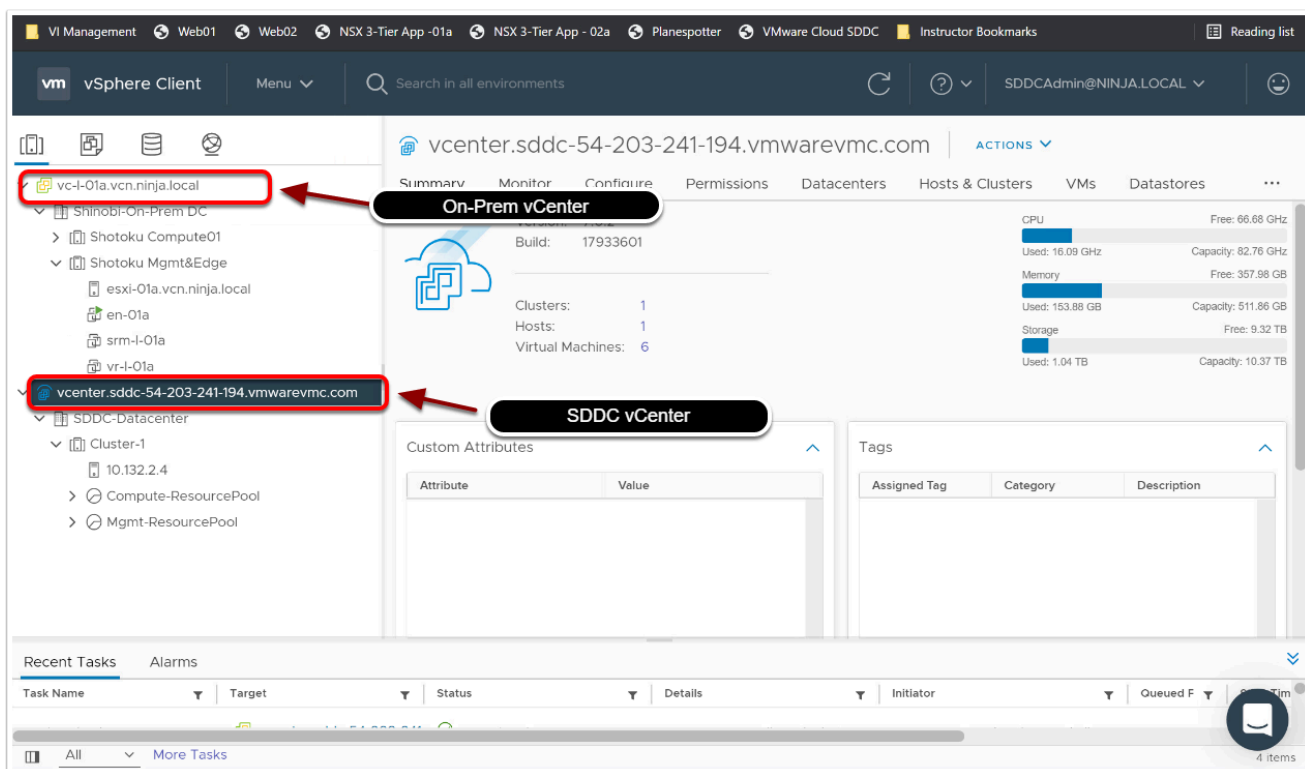 VI Management Web01 Web02 NSX 3-Tier App -01a NSX 3-Tier App - 02a Planespotter VMware Cloud SDDC Instructor Bookmarks Reading list
vm vSphere Client Menu Search in all environments SDDCAdmin@NINJA.LOCAL
vcenter.sddc-54-203-241-194.vmwarevmc.com ACTIONS
Summary Monitor Configure Permissions Datacenters Hosts & Clusters VMs Datastores ...
vc-l-01a.vcn.ninja.local
Shinobi-On-Prem DC
Shotoku Compute01
Shotoku Mgmt&Edge
esxi-01a.vcn.ninja.local
en-01a
srm-l-01a
vr-l-01a
vcenter.sddc-54-203-241-194.vmwarevmc.com
SDDC-Datacenter
Cluster-1
10.132.2.4
Compute-ResourcePool
Mgmt-ResourcePool
On-Prem vCenter
SDDC vCenter
Build: 17933601
Clusters: 1
Hosts: 1
Virtual Machines: 6
CPU Free: 66.68 GHz
Used: 16.09 GHz Capacity: 82.76 GHz
Memory Free: 357.98 GB
Used: 153.88 GB Capacity: 511.86 GB
Storage Free: 9.32 TB
Used: 1.04 TB Capacity: 10.37 TB
Custom Attributes
Attribute Value
Tags
Assigned Tag Category Description
Recent Tasks Alarms
Task Name Target Status Details Initiator Queued F
All More Tasks 4 items